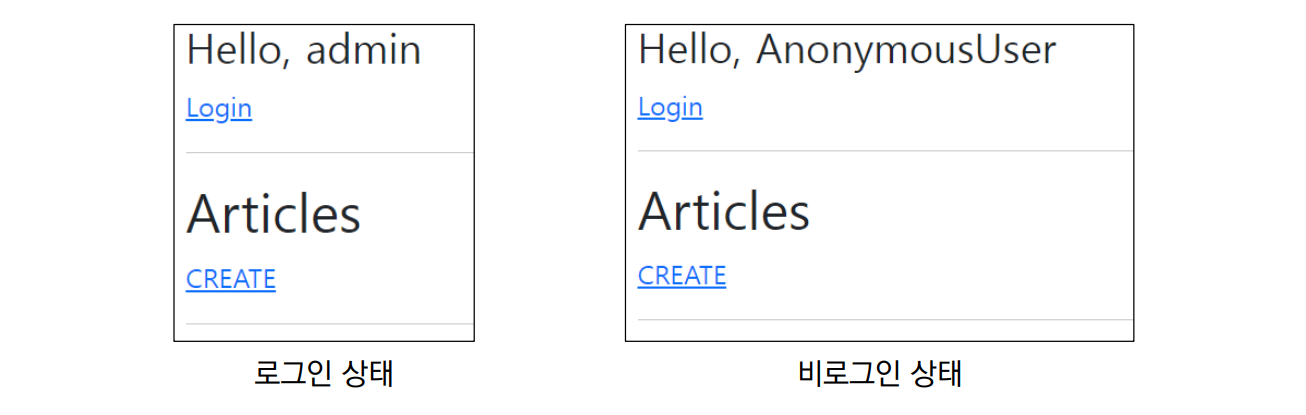 Hello, admin
Login
Articles
CREATE
로그인 상태
Hello, AnonymousUser
Login
Articles
CREATE
비로그인 상태